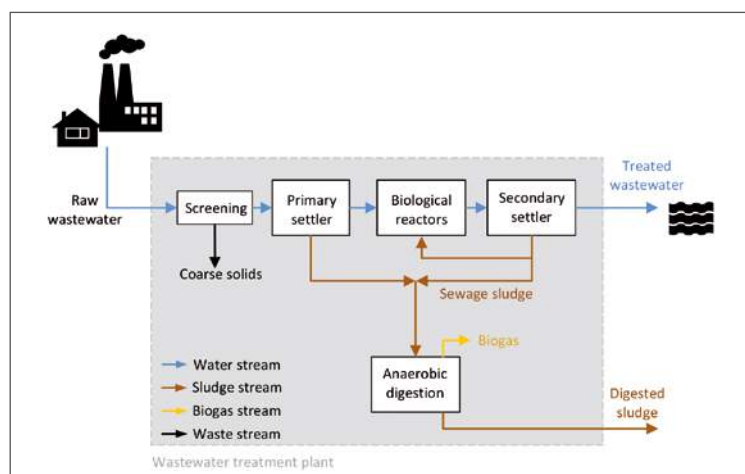 Treated
wastewater
Raw
wastewater
Screening
Primary
settler
Biological
reactors
Secondary
settler
Coarse solids
Sewage sludge
Biogas
Anaerobic
digestion
Water stream
Sludge stream
Biogas stream
Waste stream
Digested
sludge
Wastewater treatment plant